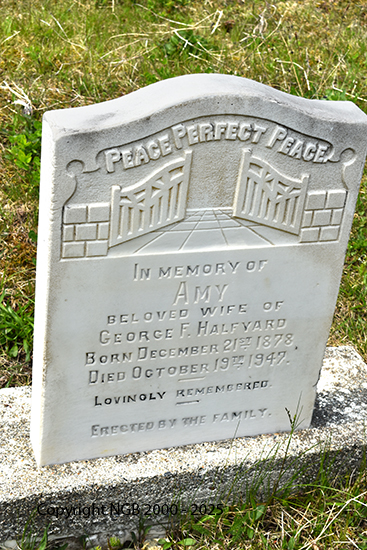 PEACE PERFECT PEACE
IN MEMORY OF
AMY
BELOVED WIFE OF
GEORGE F. HALFYARD
BORN DECEMBER 21ST 1878.
DIED OCTOBER 19TH 1947.
LOVINGLY REMEMBERED.
ERECTED BY THE FAMILY.
Copyright NGB 2000 - 2025